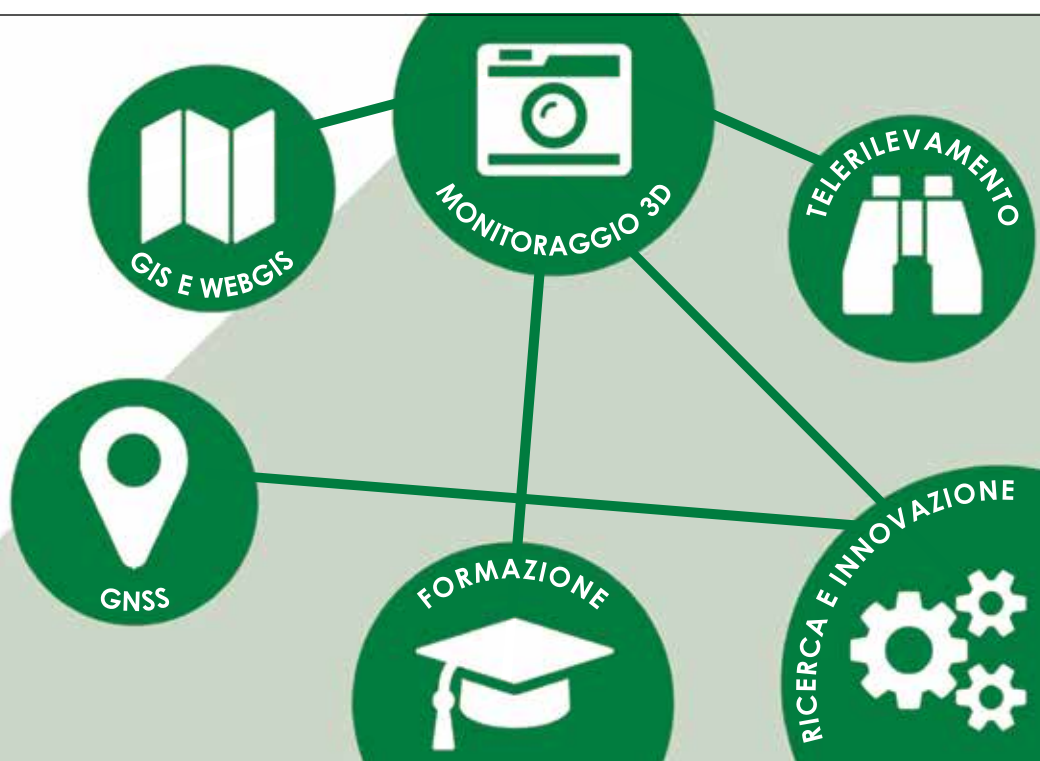 MONITORAGGIO 3D
GIS E WEBGIS
TELERILEVAMENTO
GNSS
FORMAZIONE
RICERCA E INNOVAZIONE